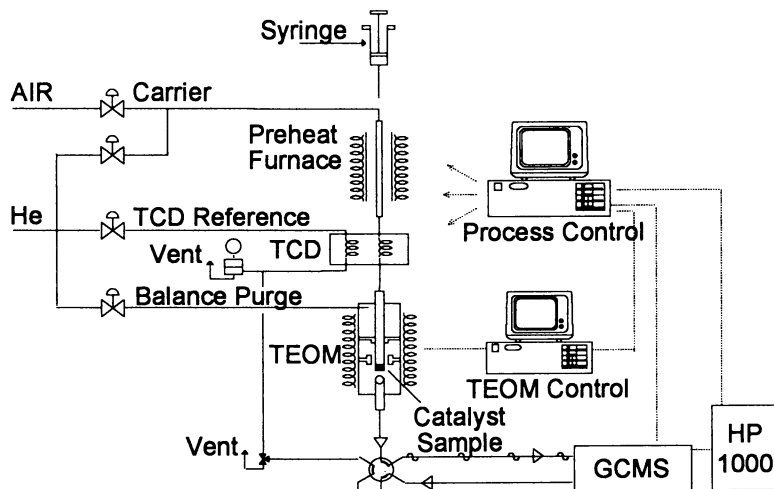 Syringe
AIR
Carrier
Preheat
Furnace
He
TCD Reference
TCD
Vent
Process Control
Balance Purge
TEOM
TEOM Control
Catalyst
Sample
Vent
GCMS
HP
1000